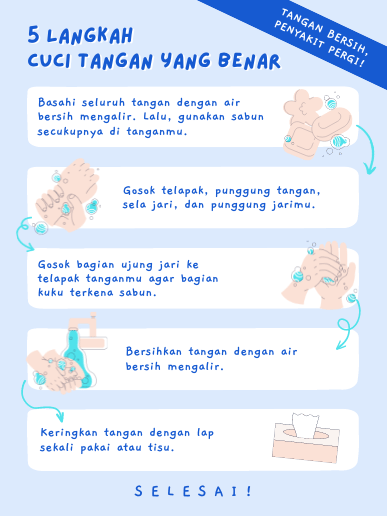 TANGAN BERSIH,
PENYAKIT PERGI!!
5 LANGKAH
CUCI TANGAN YANG BENAR
Basahi seluruh tangan dengan air
bersih mengalir. Lalu, gunakan sabun
secukupnya di tanganmu.
Gosok telapak, punggung tangan,
sela jari, dan punggung jarimu.
Gosok bagian ujung jari ke
telapak tanganmu agar bagian
kuku terkena sabun.
Bersihkan tangan dengan air
bersih mengalir.
Keringkan tangan dengan lap
sekali pakai atau tisu.
SELESAI!